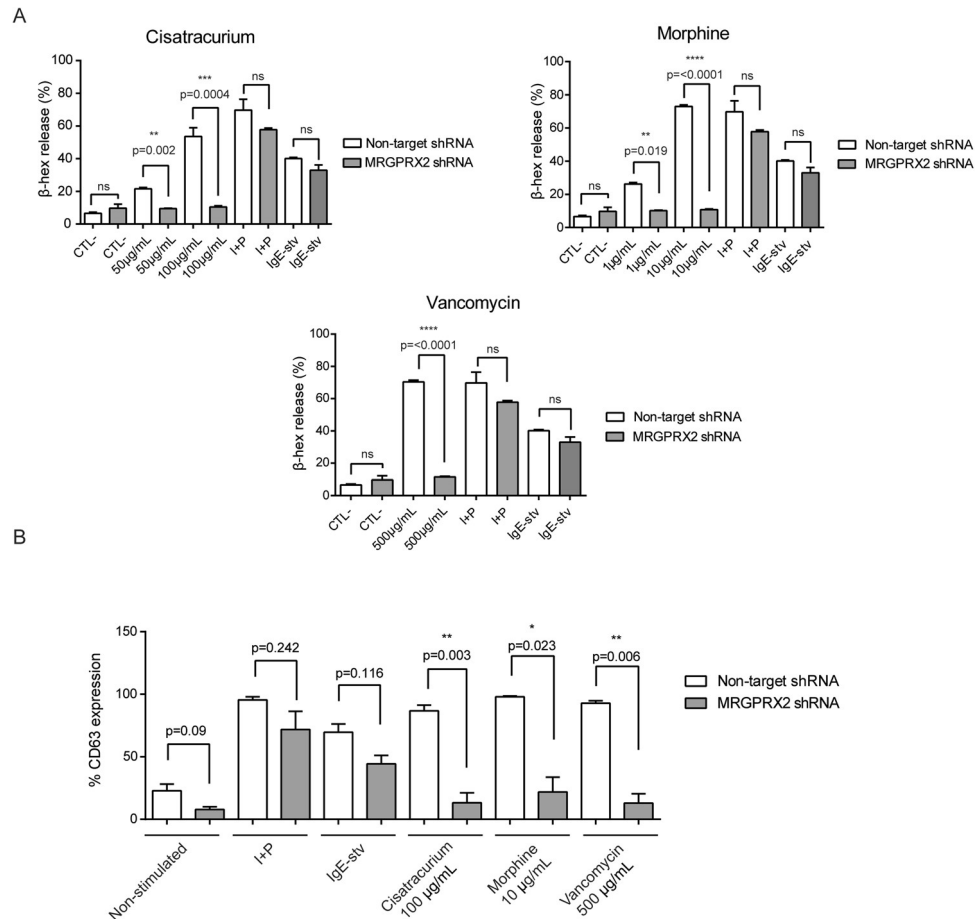 A
Cisatracurium
β-hex release (%)
100
80
60
40
20
0
ns
**
p=0.002
***
p=0.0004
ns
ns
CTL-
CTL-
50µg/mL
50µg/mL
100µg/mL
100µg/mL
I+P
I+P
IgE-stv
IgE-stv
Non-target shRNA
MRGPRX2 shRNA
Morphine
β-hex release (%)
100
80
60
40
20
0
ns
**
p=0.019
****
p=<0.0001
ns
ns
CTL-
CTL-
1µg/mL
1µg/mL
10µg/mL
10µg/mL
I+P
I+P
IgE-stv
IgE-stv
Non-target shRNA
MRGPRX2 shRNA
Vancomycin
β-hex release (%)
100
80
60
40
20
0
ns
****
p=<0.0001
ns
ns
CTL-
CTL-
500µg/mL
500µg/mL
I+P
I+P
IgE-stv
IgE-stv
Non-target shRNA
MRGPRX2 shRNA
B
% CD63 expression
150
100
50
0
p=0.09
p=0.242
p=0.116
**
p=0.003
*
p=0.023
**
p=0.006
Non-stimulated
I+P
IgE-stv
Cisatracurium
100 µg/mL
Morphine
10 µg/mL
Vancomycin
500 µg/mL
Non-target shRNA
MRGPRX2 shRNA